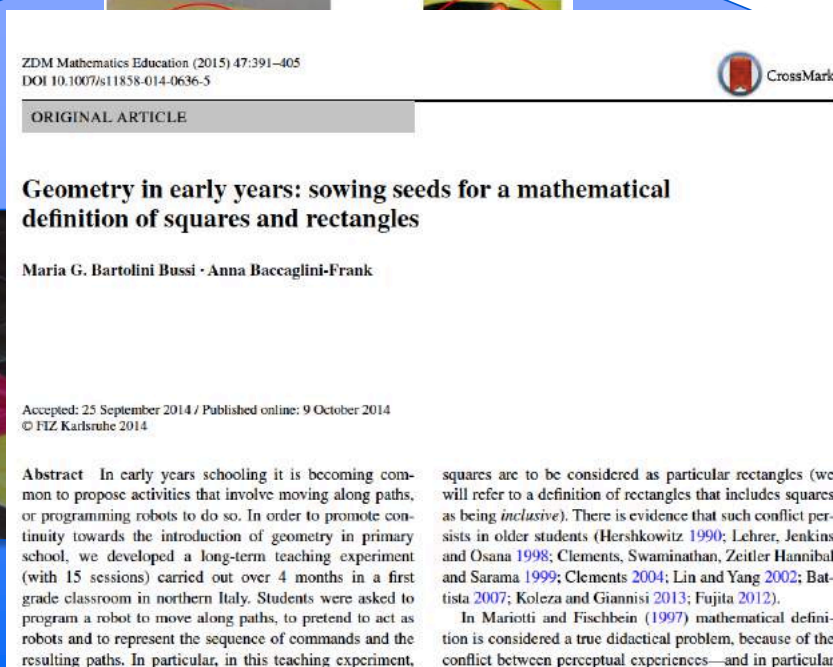 ZDM Mathematics Education (2015) 47:391–405
DOI 10.1007/s11858-014-0636-5
CrossMark
ORIGINAL ARTICLE
Geometry in early years: sowing seeds for a mathematical
definition of squares and rectangles
Maria G. Bartolini Bussi · Anna Baccaglini-Frank
Accepted: 25 September 2014 / Published online: 9 October 2014
© FIZ Karlsruhe 2014
Abstract In early years schooling it is becoming com-
mon to propose activities that involve moving along paths,
or programming robots to do so. In order to promote con-
tinuity towards the introduction of geometry in primary
school, we developed a long-term teaching experiment
(with 15 sessions) carried out over 4 months in a first
grade classroom in northern Italy. Students were asked to
program a robot to move along paths, to pretend to act as
robots and to represent the sequence of commands and the
resulting paths. In particular, in this teaching experiment,
squares are to be considered as particular rectangles (we
will refer to a definition of rectangles that includes squares
as being inclusive). There is evidence that such conflict per-
sists in older students (Hershkowitz 1990; Lehrer, Jenkins
and Osana 1998; Clements, Swaminathan, Zeitler Hannibal
and Sarama 1999; Clements 2004; Lin and Yang 2002; Bat-
tista 2007; Koleza and Giannisi 2013; Fujita 2012).
In Mariotti and Fischbein (1997) mathematical defini-
tion is considered a true didactical problem, because of the
conflict between perceptual experiences—and in particular